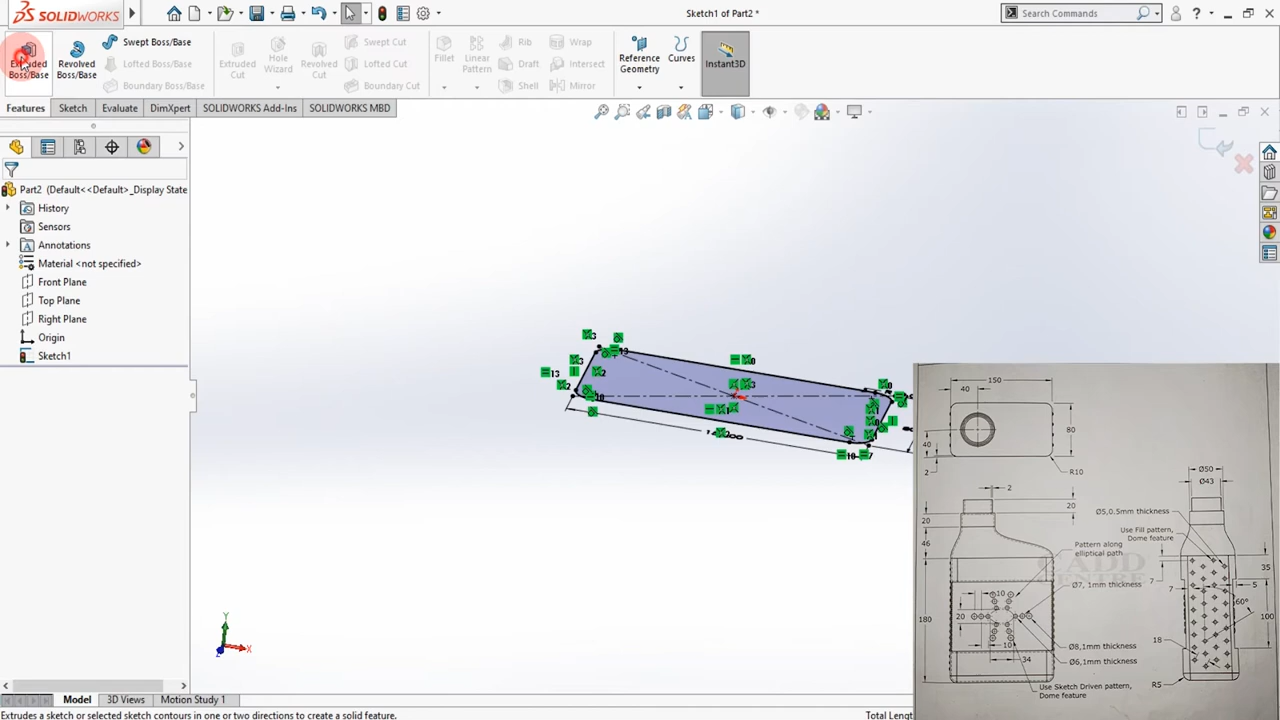 SOLIDWORKS
Sketch1 of Part2 *
Search Commands
Extruded Boss/Base
Revolved Boss/Base
Swept Boss/Base
Lofted Boss/Base
Boundary Boss/Base
Extruded Cut
Hole Wizard
Revolved Cut
Swept Cut
Lofted Cut
Boundary Cut
Fillet
Linear Pattern
Rib
Draft
Shell
Wrap
Intersect
Mirror
Reference Geometry
Curves
Instant3D
Features
Sketch
Evaluate
DimXpert
SOLIDWORKS Add-Ins
SOLIDWORKS MBD
Part2 (Default<<Default>_Display State
History
Sensors
Annotations
Material <not specified>
Front Plane
Top Plane
Right Plane
Origin
Sketch1
Y
X
Z
150
40
80
40
2
R10
Ø50
Ø43
2
20
20
46
Ø5,0.5mm thickness
Use Fill pattern,
Dome feature
Pattern along
elliptical path
CADD
CENTRE
35
Ø7, 1mm thickness
7
7
5
10
60°
20
100
180
18
Ø8,1mm thickness
10
34
Ø6,1mm thickness
R5
Use Sketch Driven pattern,
Dome feature
Model
3D Views
Motion Study 1
Extrudes a sketch or selected sketch contours in one or two directions to create a solid feature.
Total Lengt